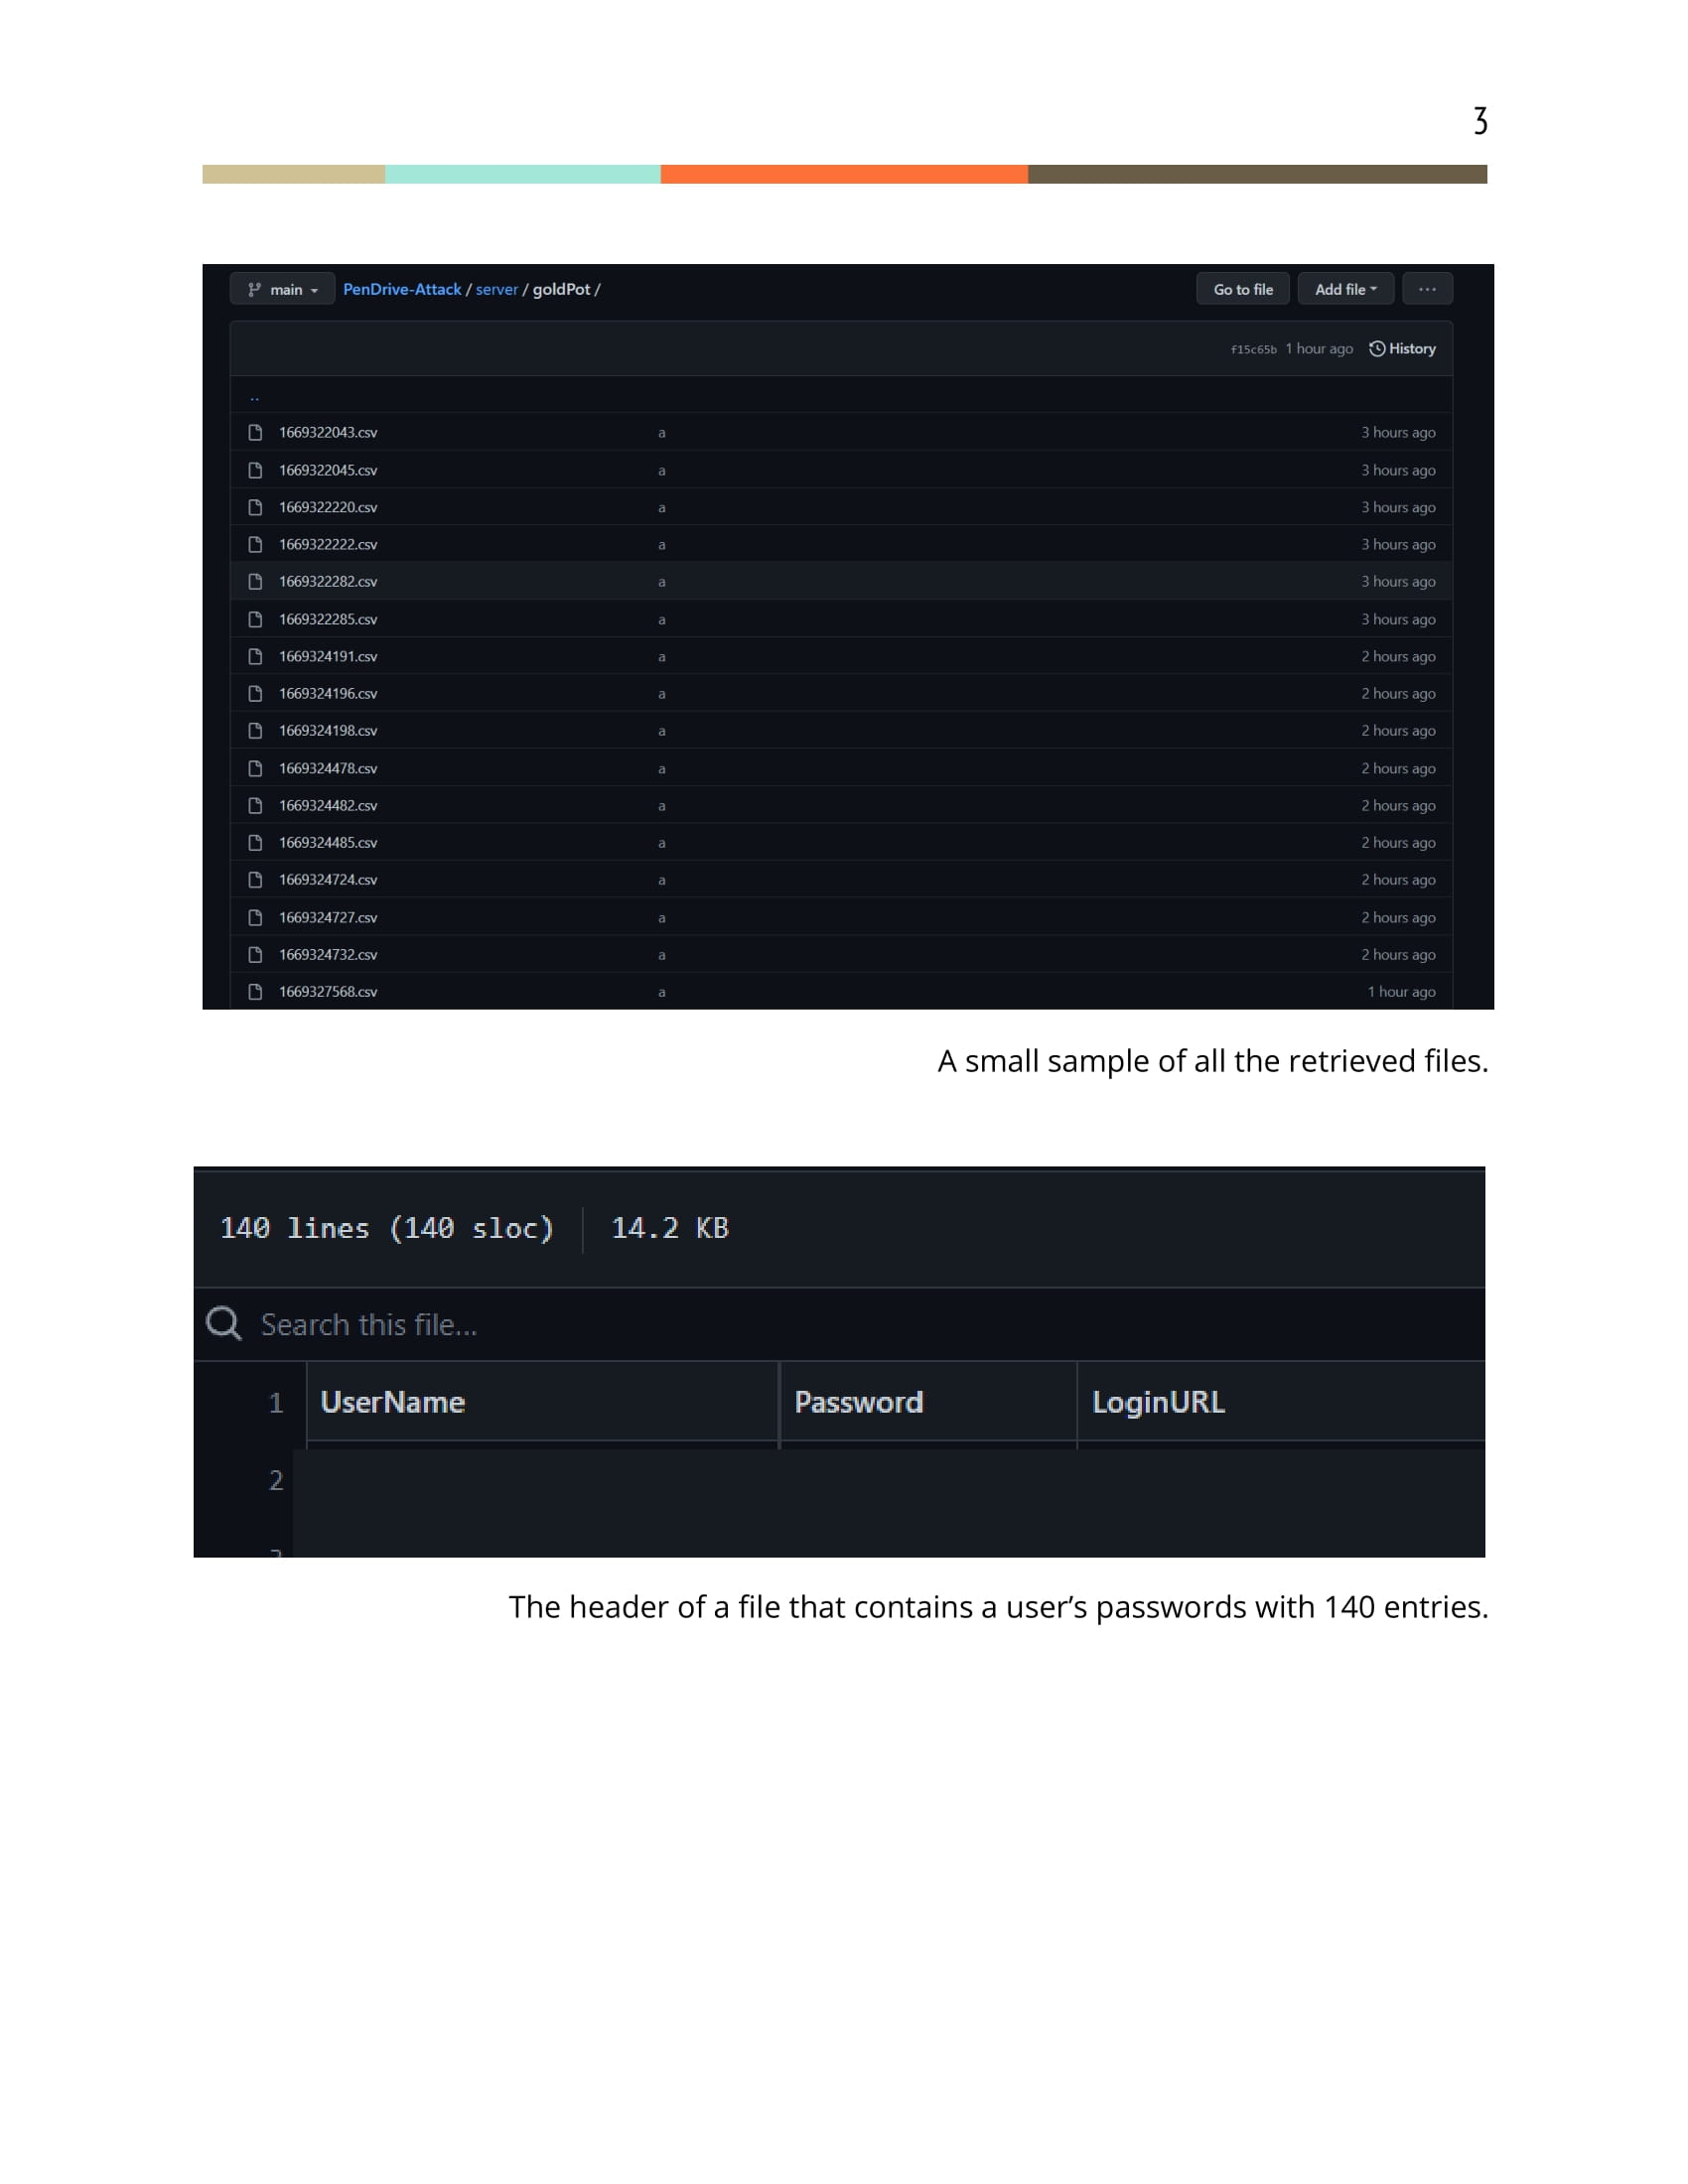 3
main PenDrive-Attack / server / goldPot / Go to file Add file ...
f15c65b 1 hour ago History
..
1669322043.csv a 3 hours ago
1669322045.csv a 3 hours ago
1669322220.csv a 3 hours ago
1669322222.csv a 3 hours ago
1669322282.csv a 3 hours ago
1669322285.csv a 3 hours ago
1669324191.csv a 2 hours ago
1669324196.csv a 2 hours ago
1669324198.csv a 2 hours ago
1669324478.csv a 2 hours ago
1669324482.csv a 2 hours ago
1669324485.csv a 2 hours ago
1669324724.csv a 2 hours ago
1669324727.csv a 2 hours ago
1669324732.csv a 2 hours ago
1669327568.csv a 1 hour ago
A small sample of all the retrieved files.
140 lines (140 sloc) 14.2 KB
Search this file...
1 UserName Password LoginURL
2
The header of a file that contains a user’s passwords with 140 entries.